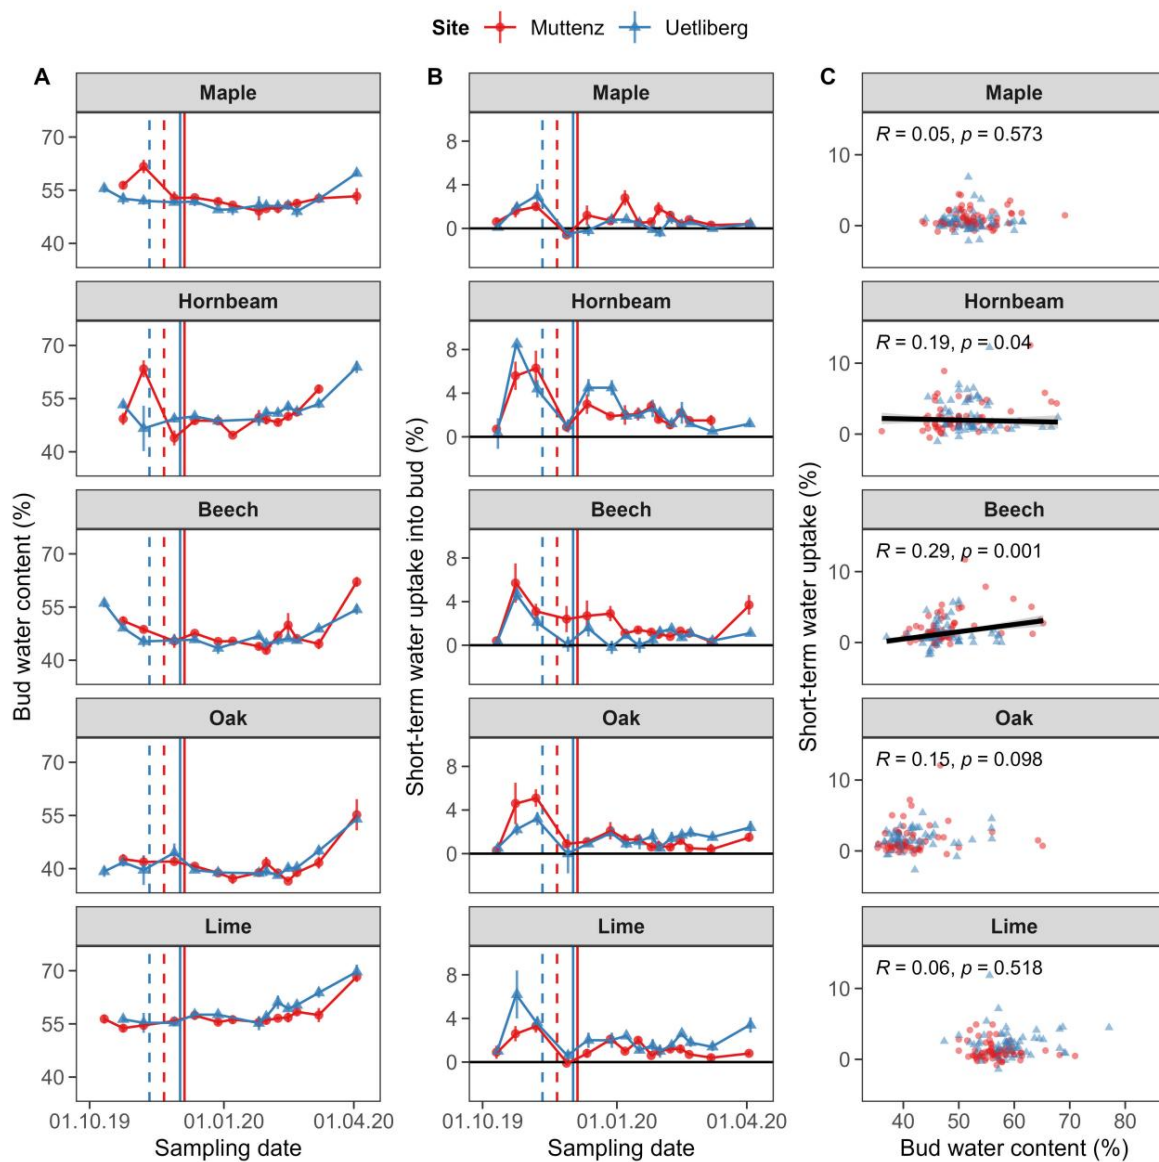 Site Muttenz Uetliberg
A B C
Maple Maple Maple
70
55
40
8
4
0
R = 0.05, p = 0.573
10
0
Hornbeam Hornbeam Hornbeam
70
55
40
8
4
0
R = 0.19, p = 0.04
10
0
Beech Beech Beech
70
55
40
8
4
0
R = 0.29, p = 0.001
10
0
Oak Oak Oak
70
55
40
8
4
0
R = 0.15, p = 0.098
10
0
Lime Lime Lime
70
55
40
8
4
0
R = 0.06, p = 0.518
10
0
Bud water content (%)
Short-term water uptake into bud (%)
Short-term water uptake (%)
01.10.19 01.01.20 01.04.20
01.10.19 01.01.20 01.04.20
40 50 60 70 80
Sampling date Sampling date Bud water content (%)